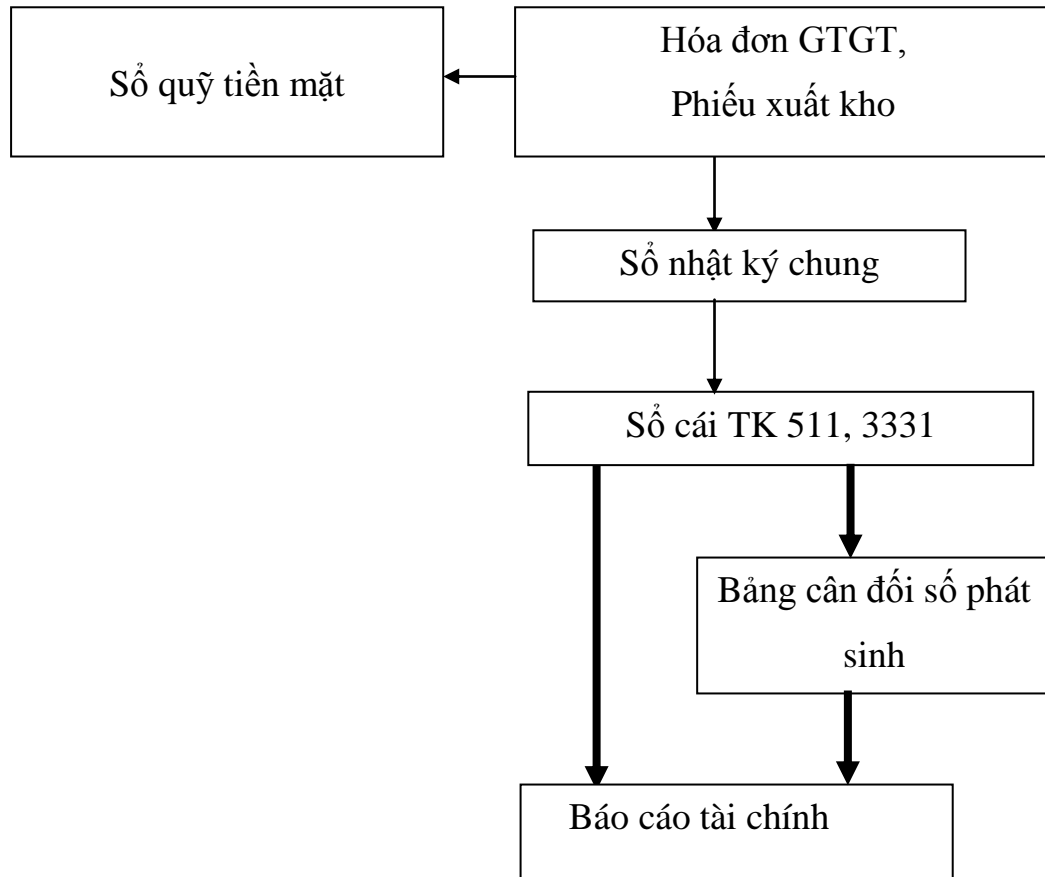 Sổ quỹ tiền mặt
Hóa đơn GTGT,
Phiếu xuất kho
Sổ nhật ký chung
Sổ cái TK 511, 3331
Bảng cân đối số phát
sinh
Báo cáo tài chính